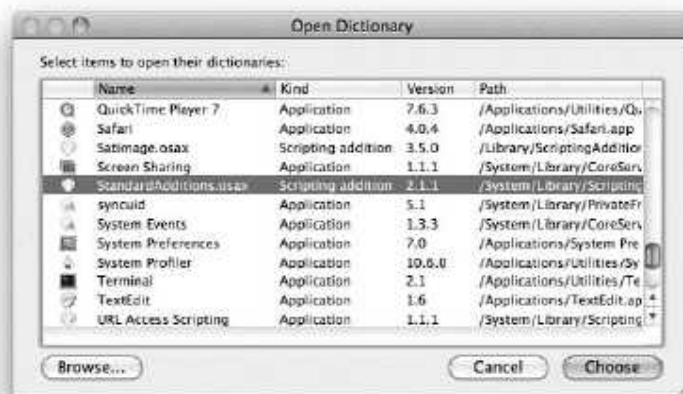 Open Dictionary
Select items to open their dictionaries:
Name Kind Version Path
QuickTime Player 7 Application 7.6.3 /Applications/Utilities/Qu
Safari Application 4.0.4 /Applications/Safari.app
Satimage.osax Scripting addition 3.5.0 /Library/ScriptingAddition
Screen Sharing Application 1.1.1 /System/Library/CoreServ
StandardAdditions.osax Scripting addition 2.1.1 /System/Library/Scripting
syncuid Application 5.1 /System/Library/PrivateFr
System Events Application 1.3.3 /System/Library/CoreServ
System Preferences Application 7.0 /Applications/System Pre
System Profiler Application 10.6.0 /Applications/Utilities/Sy
Terminal Application 2.1 /Applications/Utilities/Te
TextEdit Application 1.6 /Applications/TextEdit.ap
URL Access Scripting Application 1.1.1 /System/Library/Scripting
Browse... Cancel Choose